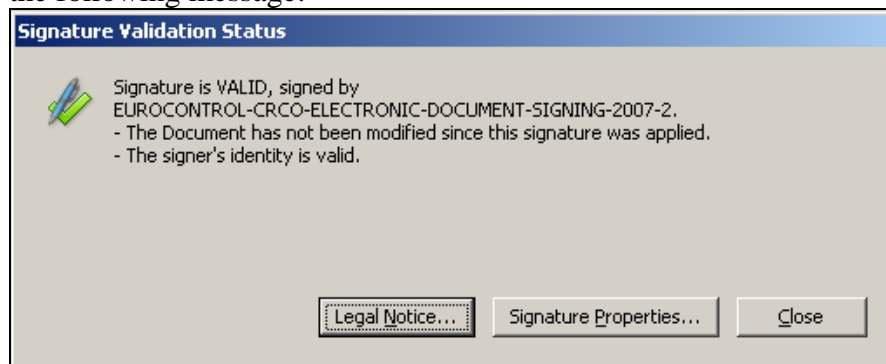 the following message:
Signature Validation Status
Signature is VALID, signed by
EUROCONTROL-CRCO-ELECTRONIC-DOCUMENT-SIGNING-2007-2.
- The Document has not been modified since this signature was applied.
- The signer's identity is valid.
Legal Notice... Signature Properties... Close